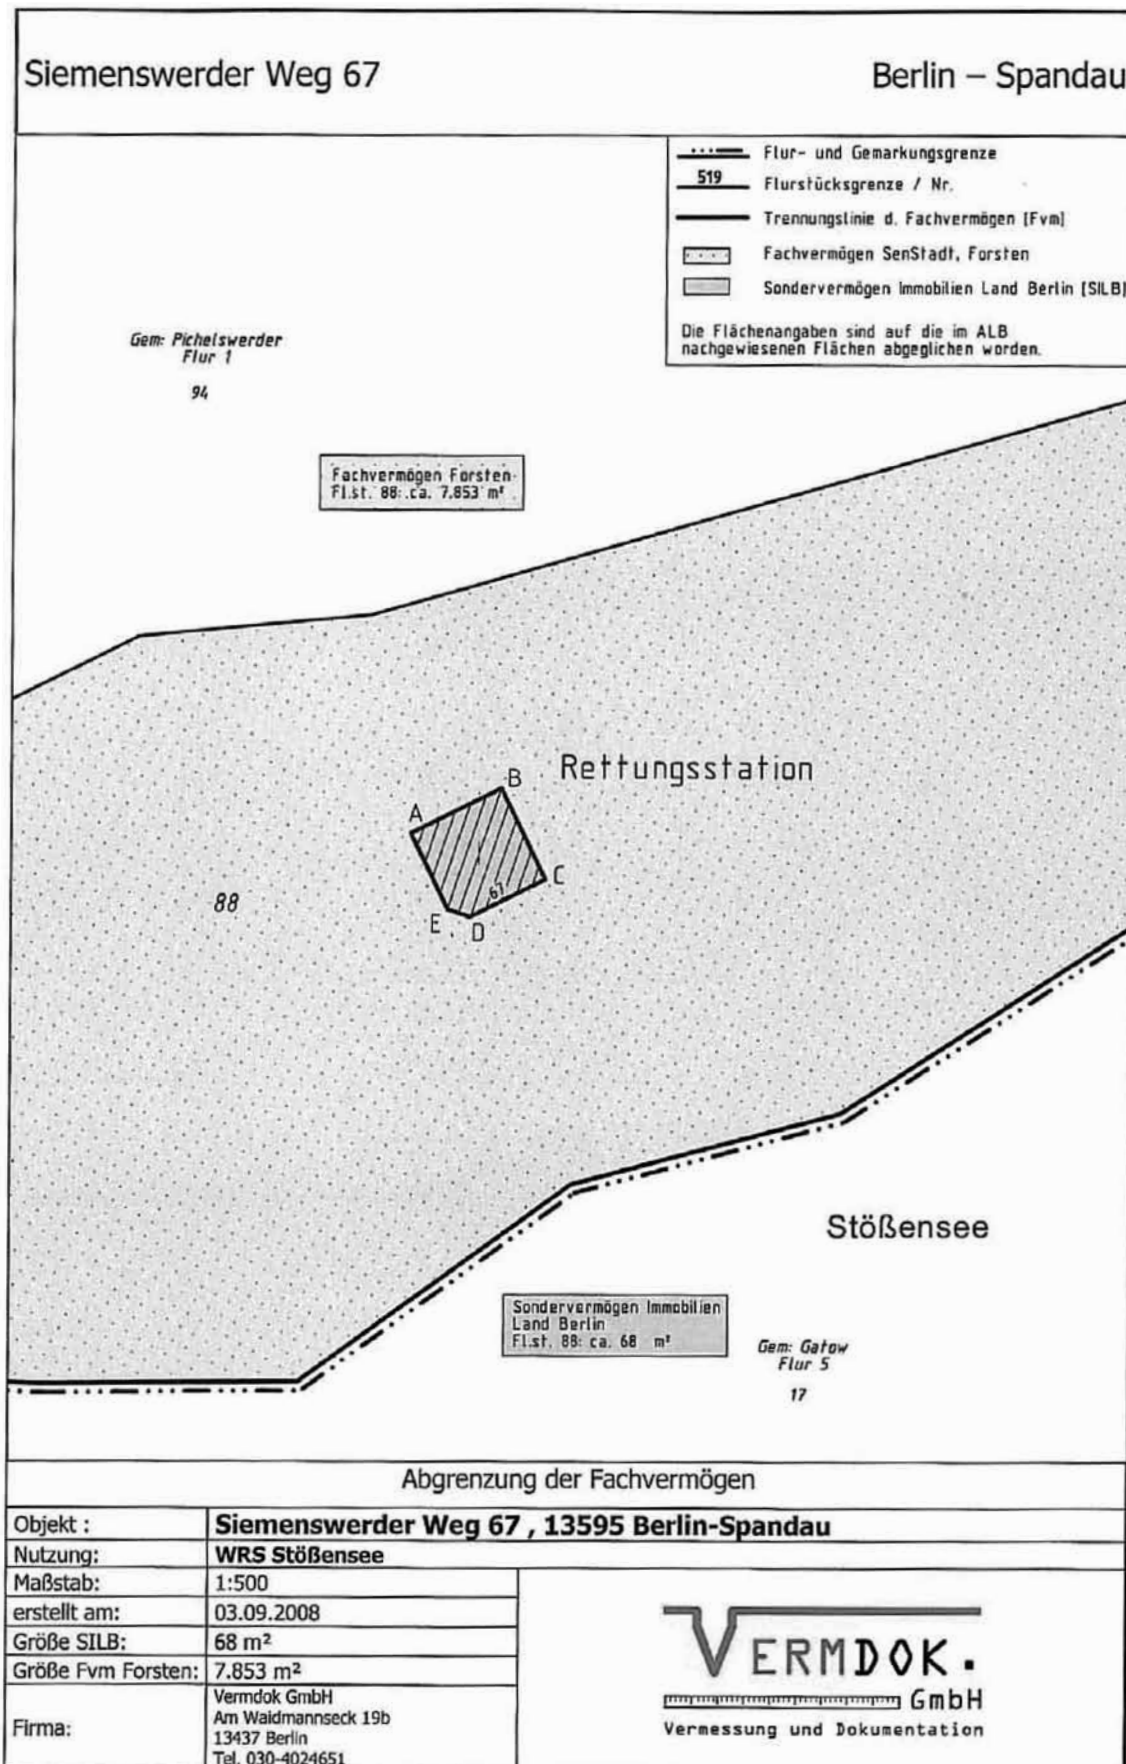 Siemenswerder Weg 67
Berlin – Spandau
Flur- und Gemarkungsgrenze
519 Flurstücksgrenze / Nr.
Trennungslinie d. Fachvermögen [Fvm]
Fachvermögen SenStadt, Forsten
Sondervermögen Immobilien Land Berlin [SILB]
Die Flächenangaben sind auf die im ALB
nachgewiesenen Flächen abgeglichen worden.
Gem: Pichelswerder
Flur 1
94
Fachvermögen Forsten
Fl.st. 88: ca. 7.853 m²
Rettungsstation
A
B
C
D
E
67
88
Stößensee
Sondervermögen Immobilien
Land Berlin
Fl.st. 88: ca. 68 m²
Gem: Gatow
Flur 5
17
Abgrenzung der Fachvermögen
Objekt : Siemenswerder Weg 67 , 13595 Berlin-Spandau
Nutzung: WRS Stößensee
Maßstab: 1:500
erstellt am: 03.09.2008
Größe SILB: 68 m²
Größe Fvm Forsten: 7.853 m²
Firma: Vermdok GmbH
Am Waidmannseck 19b
13437 Berlin
Tel. 030-4024651
VERMDOK.
GmbH
Vermessung und Dokumentation